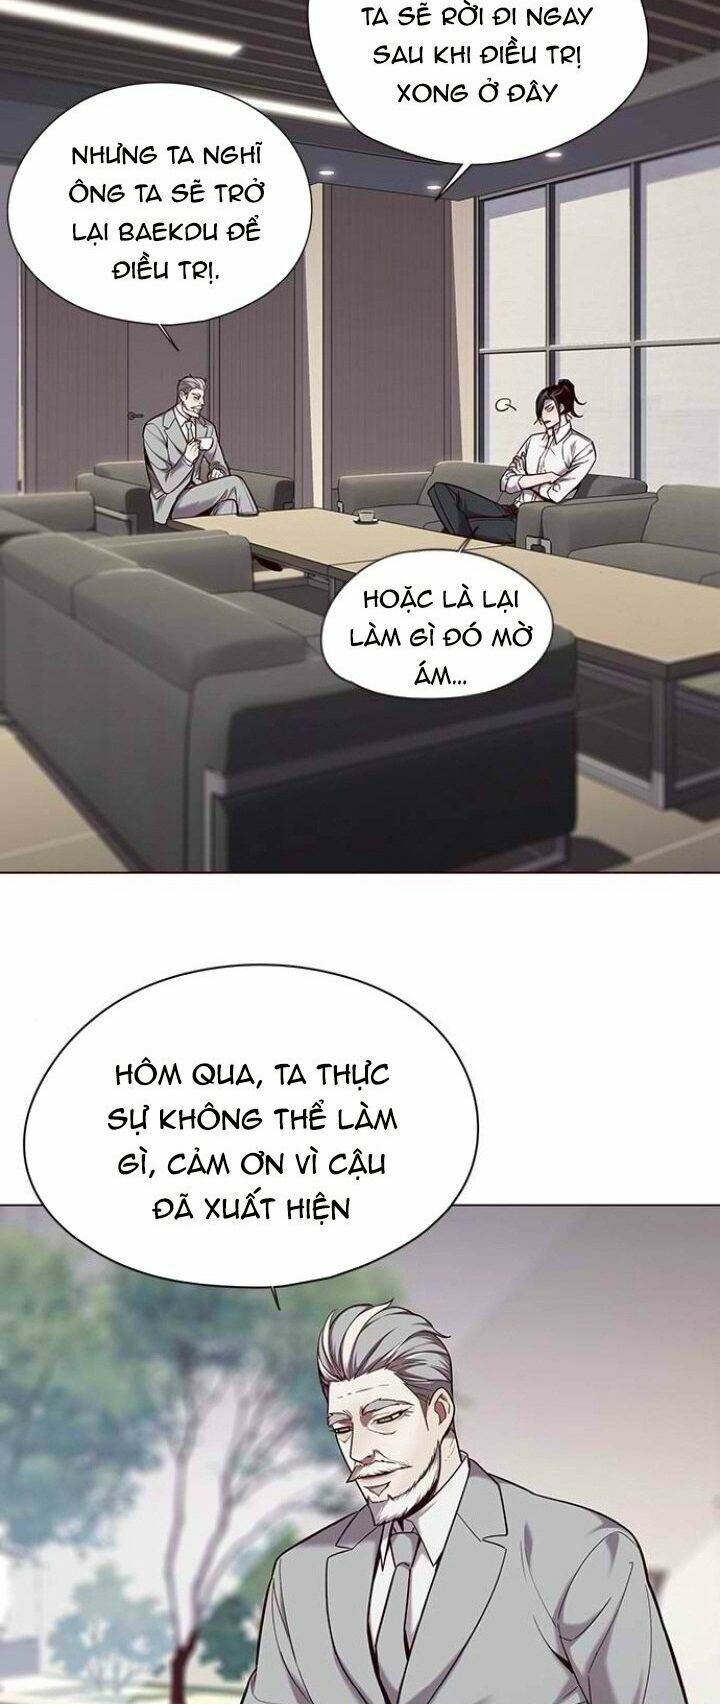 TA SẼ RỜI ĐI NGAY
SAU KHI ĐIỀU TRỊ
XONG Ở ĐÂY
NHƯNG TA NGHĨ
ÔNG TA SẼ TRỞ
LẠI BAEKDU ĐỂ
ĐIỀU TRỊ.
HOẶC LÀ LẠI
LÀM GÌ ĐÓ MỜ
ÁM...
HÔM QUA, TA THỰC
SỰ KHÔNG THỂ LÀM
GÌ, CẢM ƠN VÌ CẬU
ĐÃ XUẤT HIỆN